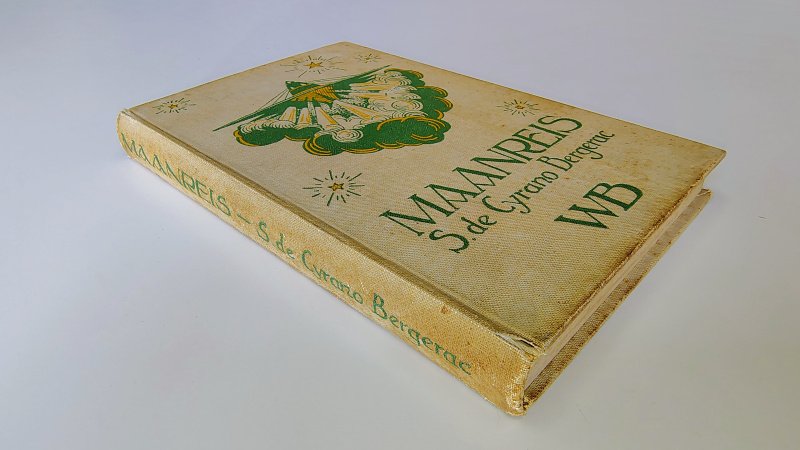 MAANREIS
S. de Cyrano Bergerac
WB
MAANREIS – S. de Cyrano Bergerac